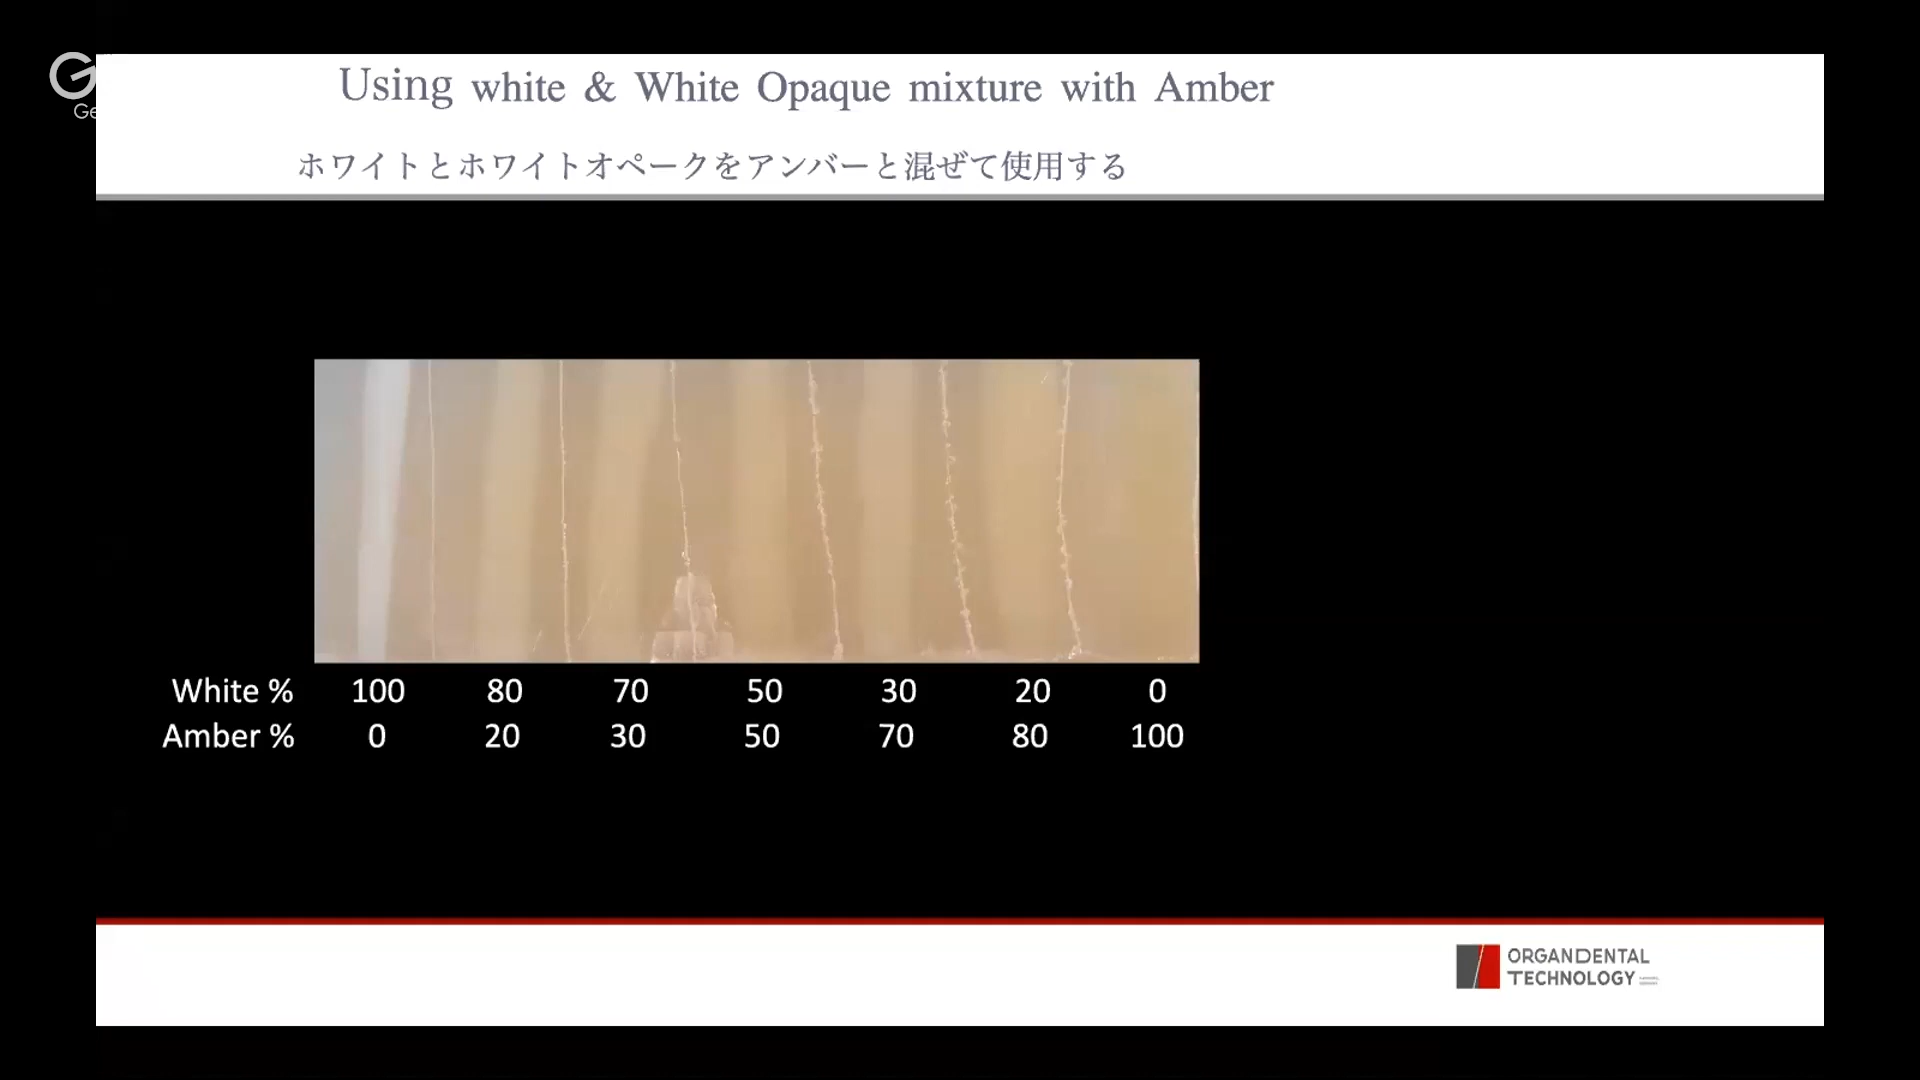 G
Ge
Using white & White Opaque mixture with Amber
ホワイトとホワイトオペークをアンバーと混ぜて使用する
White % 100 80 70 50 30 20 0
Amber % 0 20 30 50 70 80 100
ORGANDENTAL
TECHNOLOGY